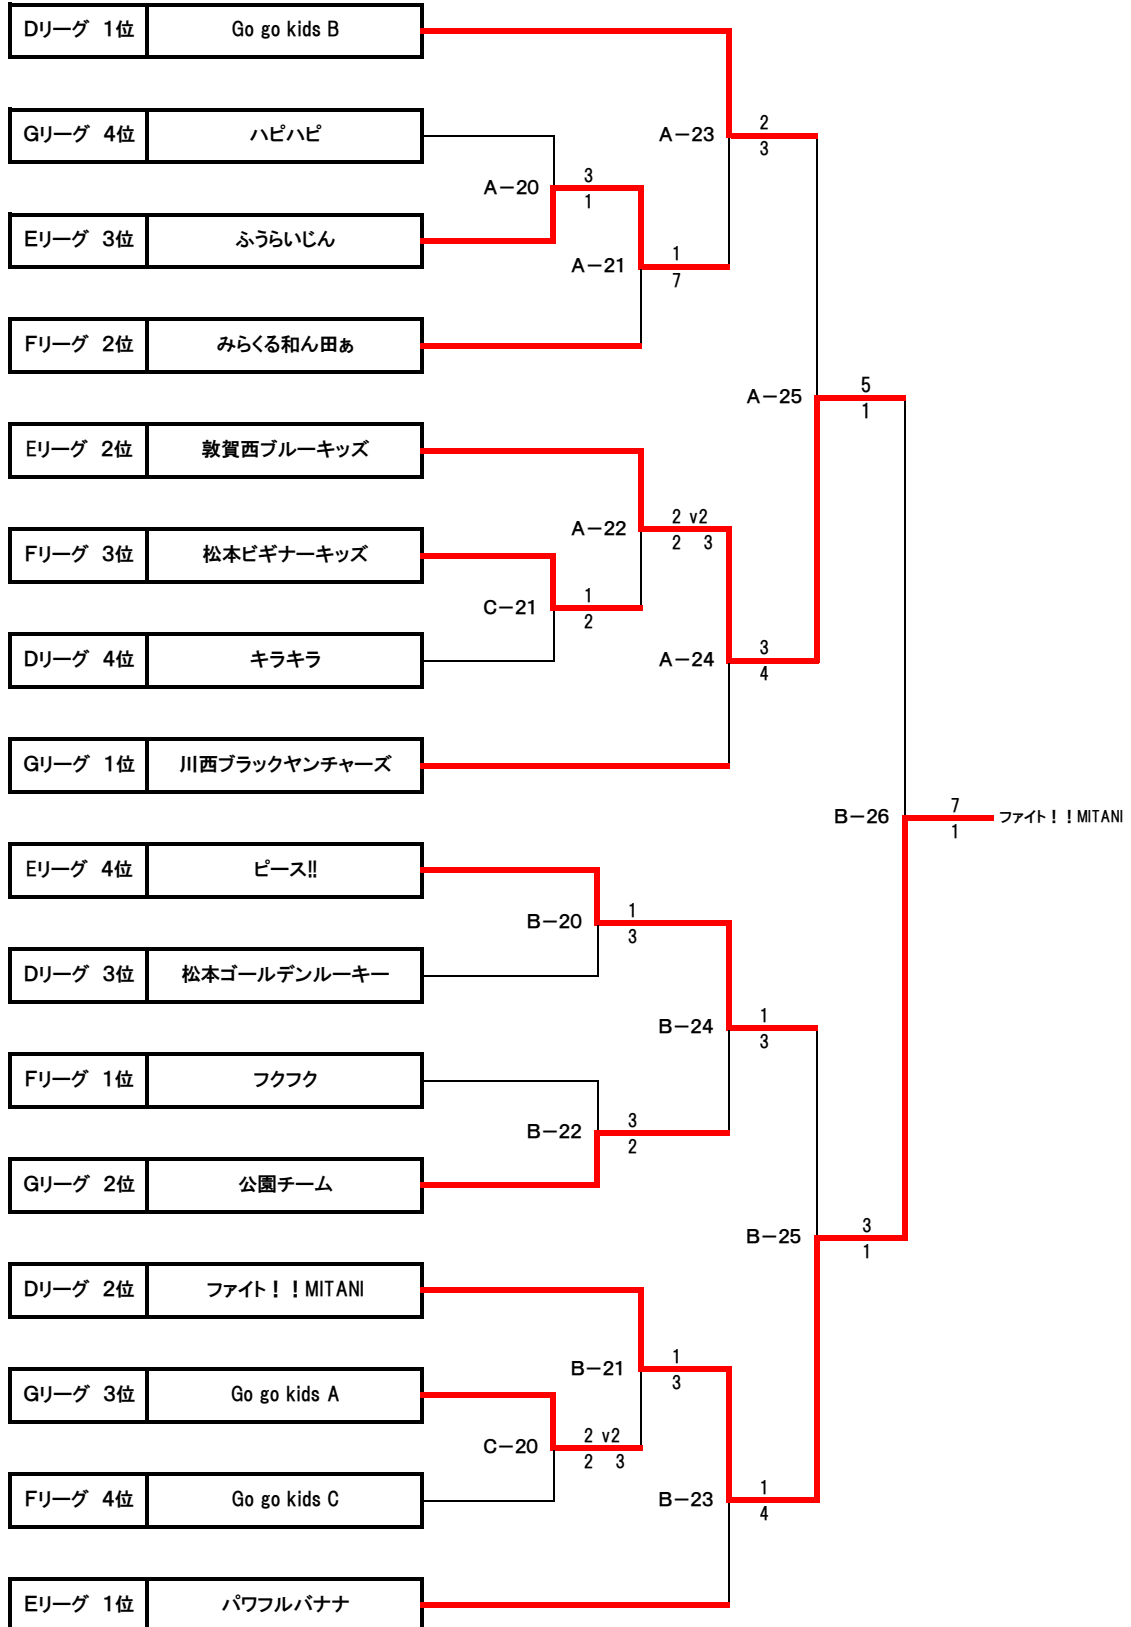 Dリーグ 1位 Go go kids B
2
A－23
3
Gリーグ 4位 ハピハピ
3
A－20
1
Eリーグ 3位 ふうらいじん
1
A－21
7
Fリーグ 2位 みらくる和ん田ぁ
5
A－25
1
Eリーグ 2位 敦賀西ブルーキッズ
2 v2
A－22
2 3
Fリーグ 3位 松本ビギナーキッズ
1
C－21
2
Dリーグ 4位 キラキラ
3
A－24
4
Gリーグ 1位 川西ブラックヤンチャーズ
7
B－26 ファイト！！MITANI
1
Eリーグ 4位 ピース!!
1
B－20
3
Dリーグ 3位 松本ゴールデンルーキー
1
B－24
3
Fリーグ 1位 フクフク
3
B－22
2
Gリーグ 2位 公園チーム
3
B－25
1
Dリーグ 2位 ファイト！！MITANI
1
B－21
3
Gリーグ 3位 Go go kids A
2 v2
C－20
2 3
Fリーグ 4位 Go go kids C
1
B－23
4
Eリーグ 1位 パワフルバナナ